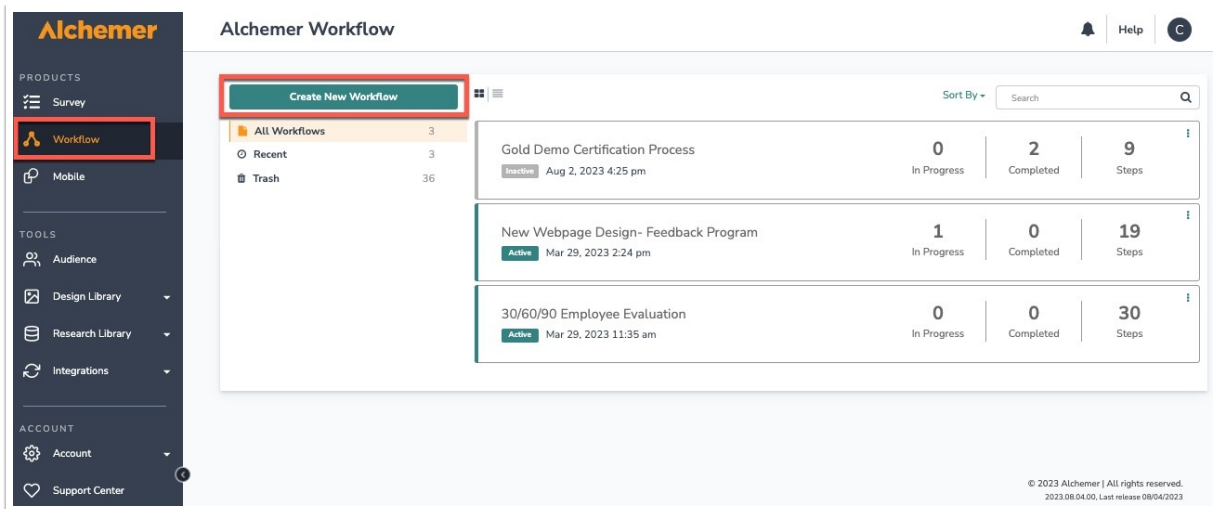 Alchemer
Alchemer Workflow
Help
C
PRODUCTS
Survey
Workflow
Mobile
TOOLS
Audience
Design Library
Research Library
Integrations
ACCOUNT
Account
Support Center
Create New Workflow
All Workflows 3
Recent 3
Trash 36
Sort By
Search
Gold Demo Certification Process
Inactive Aug 2, 2023 4:25 pm
0 2 9
In Progress Completed Steps
New Webpage Design- Feedback Program
Active Mar 29, 2023 2:24 pm
1 0 19
In Progress Completed Steps
30/60/90 Employee Evaluation
Active Mar 29, 2023 11:35 am
0 0 30
In Progress Completed Steps
© 2023 Alchemer | All rights reserved.
2023.08.04.00, Last release 08/04/2023